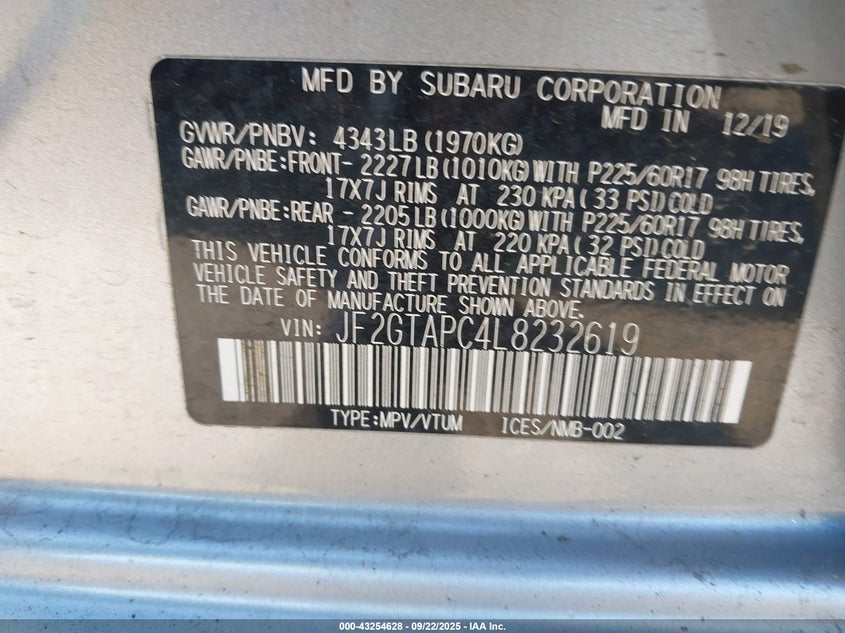 MFD BY SUBARU CORPORATION
MFD IN 12/19
GVWR/PNBV: 4343LB (1970KG)
GAWR/PNBE:FRONT- 2227LB (1010KG) WITH P225/60R17 98H TIRES,
17X7J RIMS AT 230 KPA ( 33 PSI) COLD
GAWR/PNBE:REAR - 2205LB (1000KG) WITH P225/60R17 98H TIRES,
17X7J RIMS AT 220 KPA ( 32 PSI) COLD
THIS VEHICLE CONFORMS TO ALL APPLICABLE FEDERAL MOTOR
VEHICLE SAFETY AND THEFT PREVENTION STANDARDS IN EFFECT ON
THE DATE OF MANUFACTURE SHOWN ABOVE.
VIN: JF2GTAPC4L8232619
TYPE:MPV/VTUM ICES/NMB-002
000-43254628 - 09/22/2025 - IAA Inc.